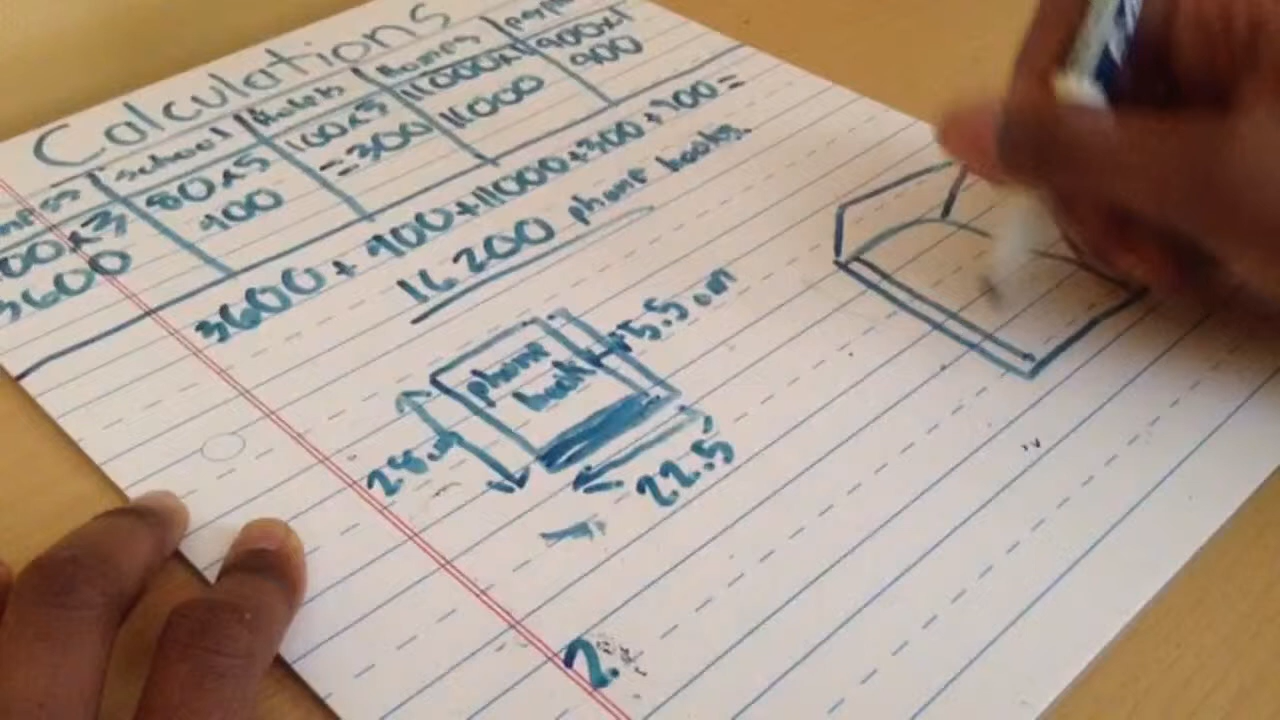 Calculations
school hotels homes
80x5 100x3 11000x1 900x1
3600 400 =300 11000 900
3600 + 400 + 11000 + 300 + 900 =
16 200 phone books.
phone
book
5.5 cm
28
22.5
2.